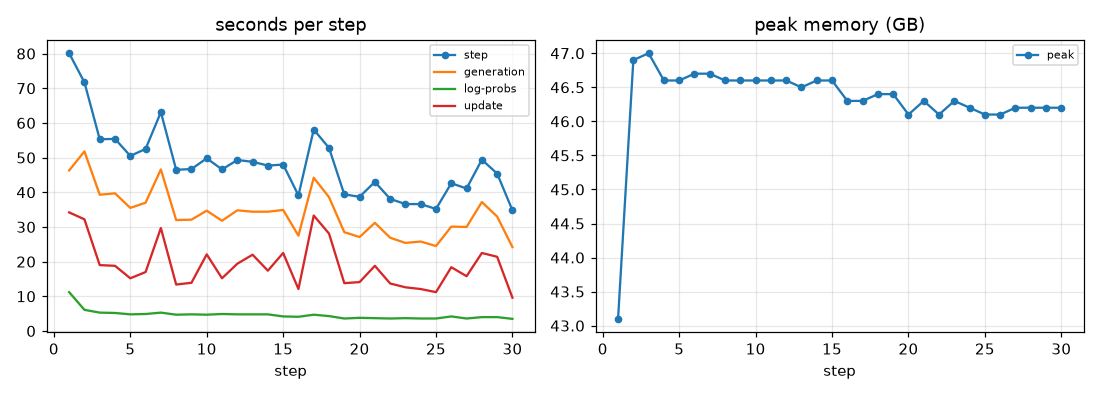 seconds per step
80
70
60
50
40
30
20
10
0
0 5 10 15 20 25 30
step
step
generation
log-probs
update
peak memory (GB)
47.0
46.5
46.0
45.5
45.0
44.5
44.0
43.5
43.0
0 5 10 15 20 25 30
step
peak